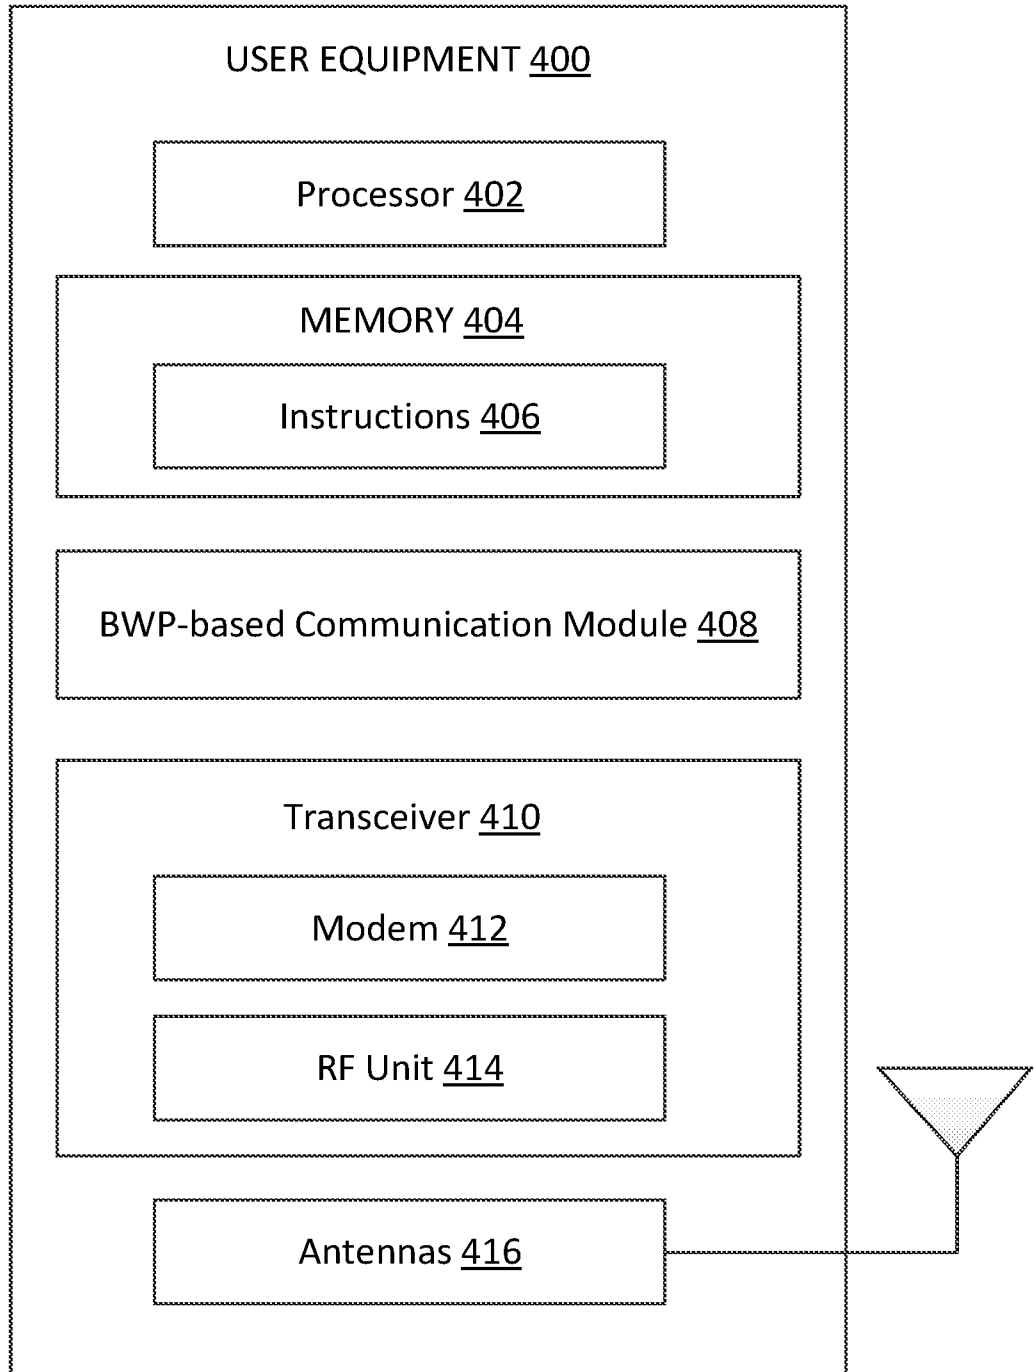 USER EQUIPMENT 400
Processor 402
MEMORY 404
Instructions 406
BWP-based Communication Module 408
Transceiver 410
Modem 412
RF Unit 414
Antennas 416